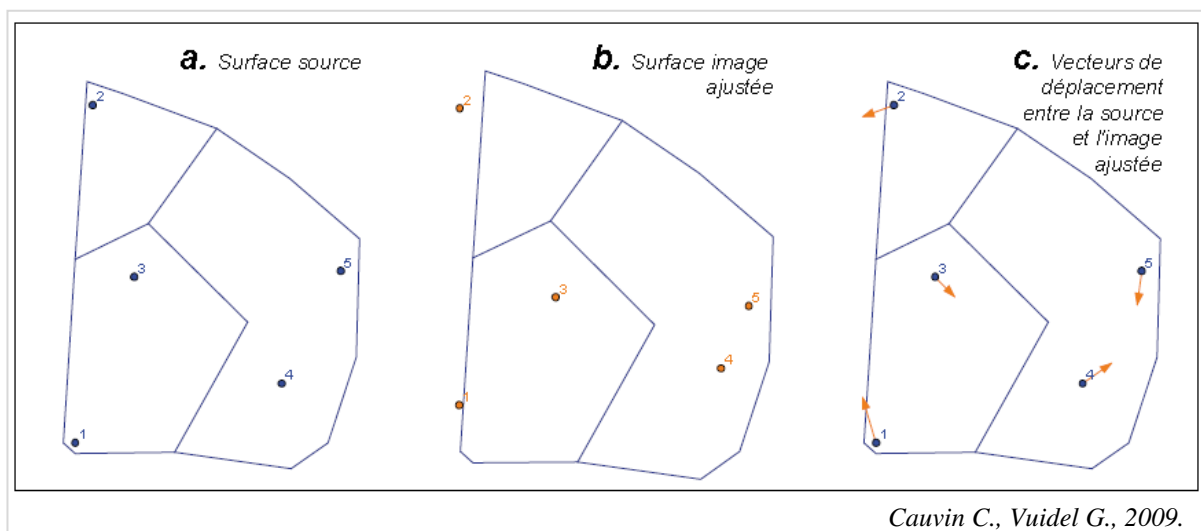 a. Surface source
b. Surface image
ajustée
c. Vecteurs de
déplacement
entre la source
et l'image
ajustée
2
3
5
4
1
2
3
5
4
1
2
3
5
4
1
Cauvin C., Vuidel G., 2009.